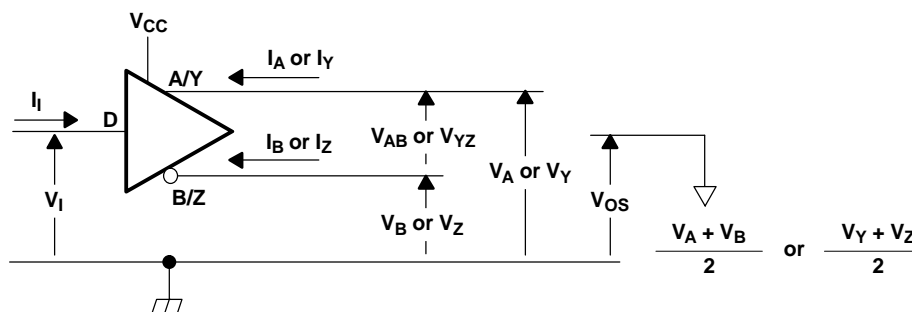 VCC
IA or IY
A/Y
II
D
IB or IZ
VAB or VYZ
VA or VY
VI
B/Z
VB or VZ
VOS
VA + VB
2
or
VY + VZ
2